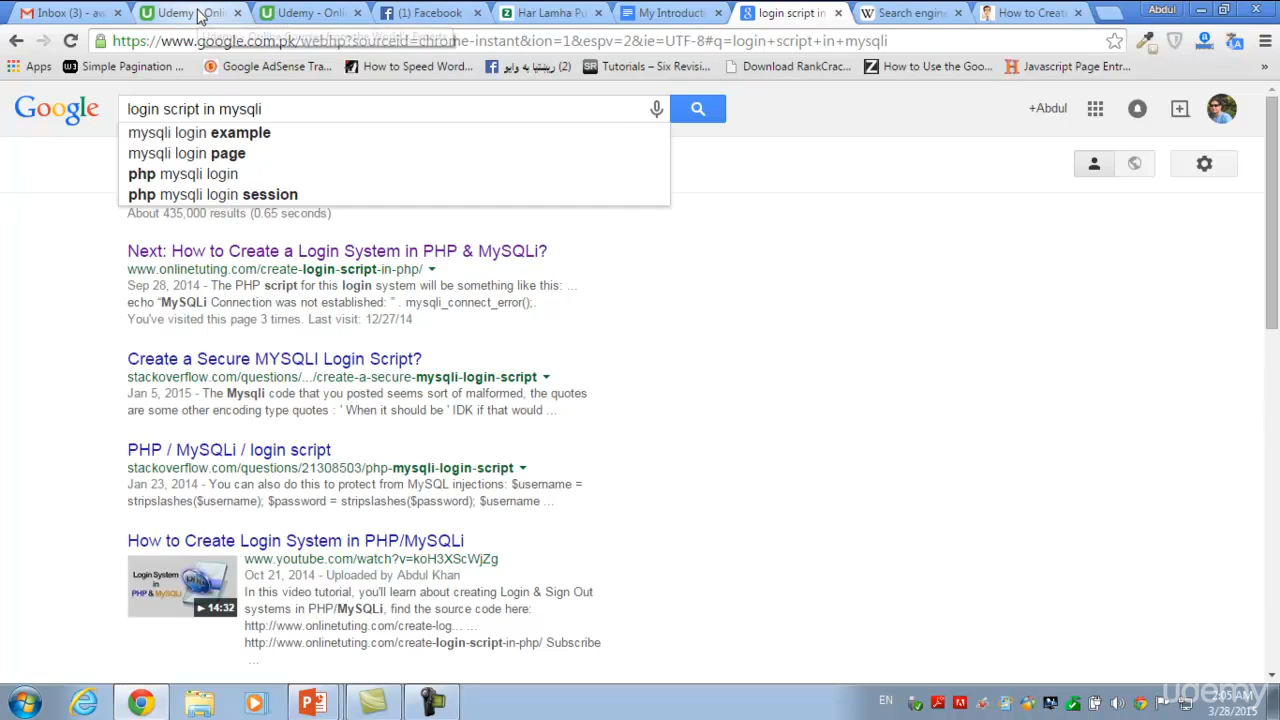 Inbox (3) - aw
Udemy - Onli
Udemy - Onli
(1) Facebook
Har Lamha Pu
My Introducti
login script in
Search engin
How to Create
Abdul
https://www.google.com.pk/webhp?sourceid=chrome-instant&ion=1&espv=2&ie=UTF-8#q=login+script+in+mysqli
Apps
Simple Pagination ...
Google AdSense Tra...
How to Speed Word...
(2)
Tutorials – Six Revisi...
Download RankCrac...
How to Use the Goo...
Javascript Page Entr...
»
Google
login script in mysqli
+Abdul
mysqli login example
mysqli login page
php mysqli login
php mysqli login session
About 435,000 results (0.65 seconds)
Next: How to Create a Login System in PHP & MySQLi?
www.onlinetuting.com/create-login-script-in-php/
Sep 28, 2014 - The PHP script for this login system will be something like this: ...
echo “MySQLi Connection was not established: ” . mysqli_connect_error();.
You've visited this page 3 times. Last visit: 12/27/14
Create a Secure MYSQLI Login Script?
stackoverflow.com/questions/.../create-a-secure-mysqli-login-script
Jan 5, 2015 - The Mysqli code that you posted seems sort of malformed, the quotes
are some other encoding type quotes : ' When it should be ' IDK if that would ...
PHP / MySQLi / login script
stackoverflow.com/questions/21308503/php-mysqli-login-script
Jan 23, 2014 - You can also do this to protect from MySQL injections: $username =
stripslashes($username); $password = stripslashes($password); $username ...
How to Create Login System in PHP/MySQLi
www.youtube.com/watch?v=koH3XScWjZg
Oct 21, 2014 - Uploaded by Abdul Khan
Login System
in
PHP & MySQLi
14:32
In this video tutorial, you'll learn about creating Login & Sign Out
systems in PHP/MySQLi, find the source code here:
http://www.onlinetuting.com/create-log... ...
http://www.onlinetuting.com/create-login-script-in-php/ Subscribe
...
EN
2:05 AM
3/28/2015
udemy